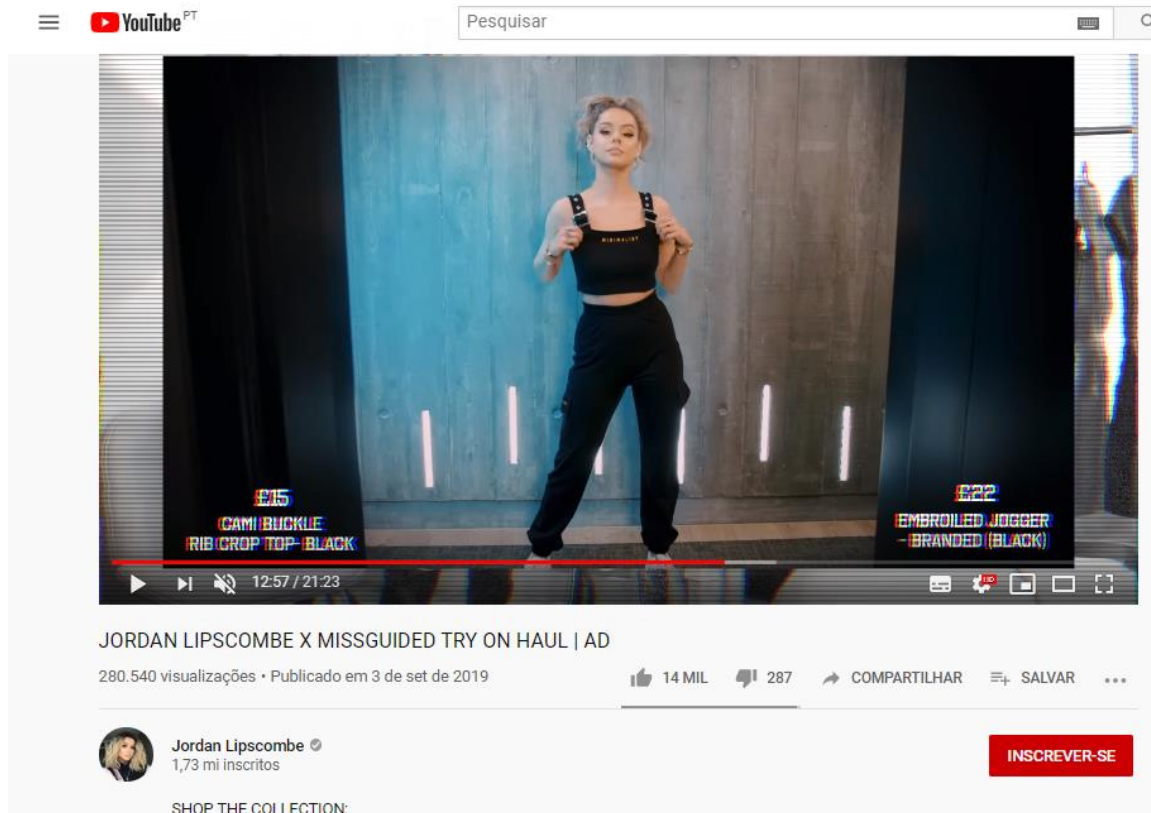 YouTube PT
Pesquisar
MINIMALIST
£15
CAMI BUCKLE
RIB CROP TOP BLACK
£22
EMBROILED JOGGER
- BRANDED (BLACK)
12:57 / 21:23
HD
JORDAN LIPSCOMBE X MISSGUIDED TRY ON HAUL | AD
280.540 visualizações • Publicado em 3 de set de 2019
14 MIL
287
COMPARTILHAR
SALVAR
Jordan Lipscombe
1,73 mi inscritos
INSCREVER-SE
SHOP THE COLLECTION: